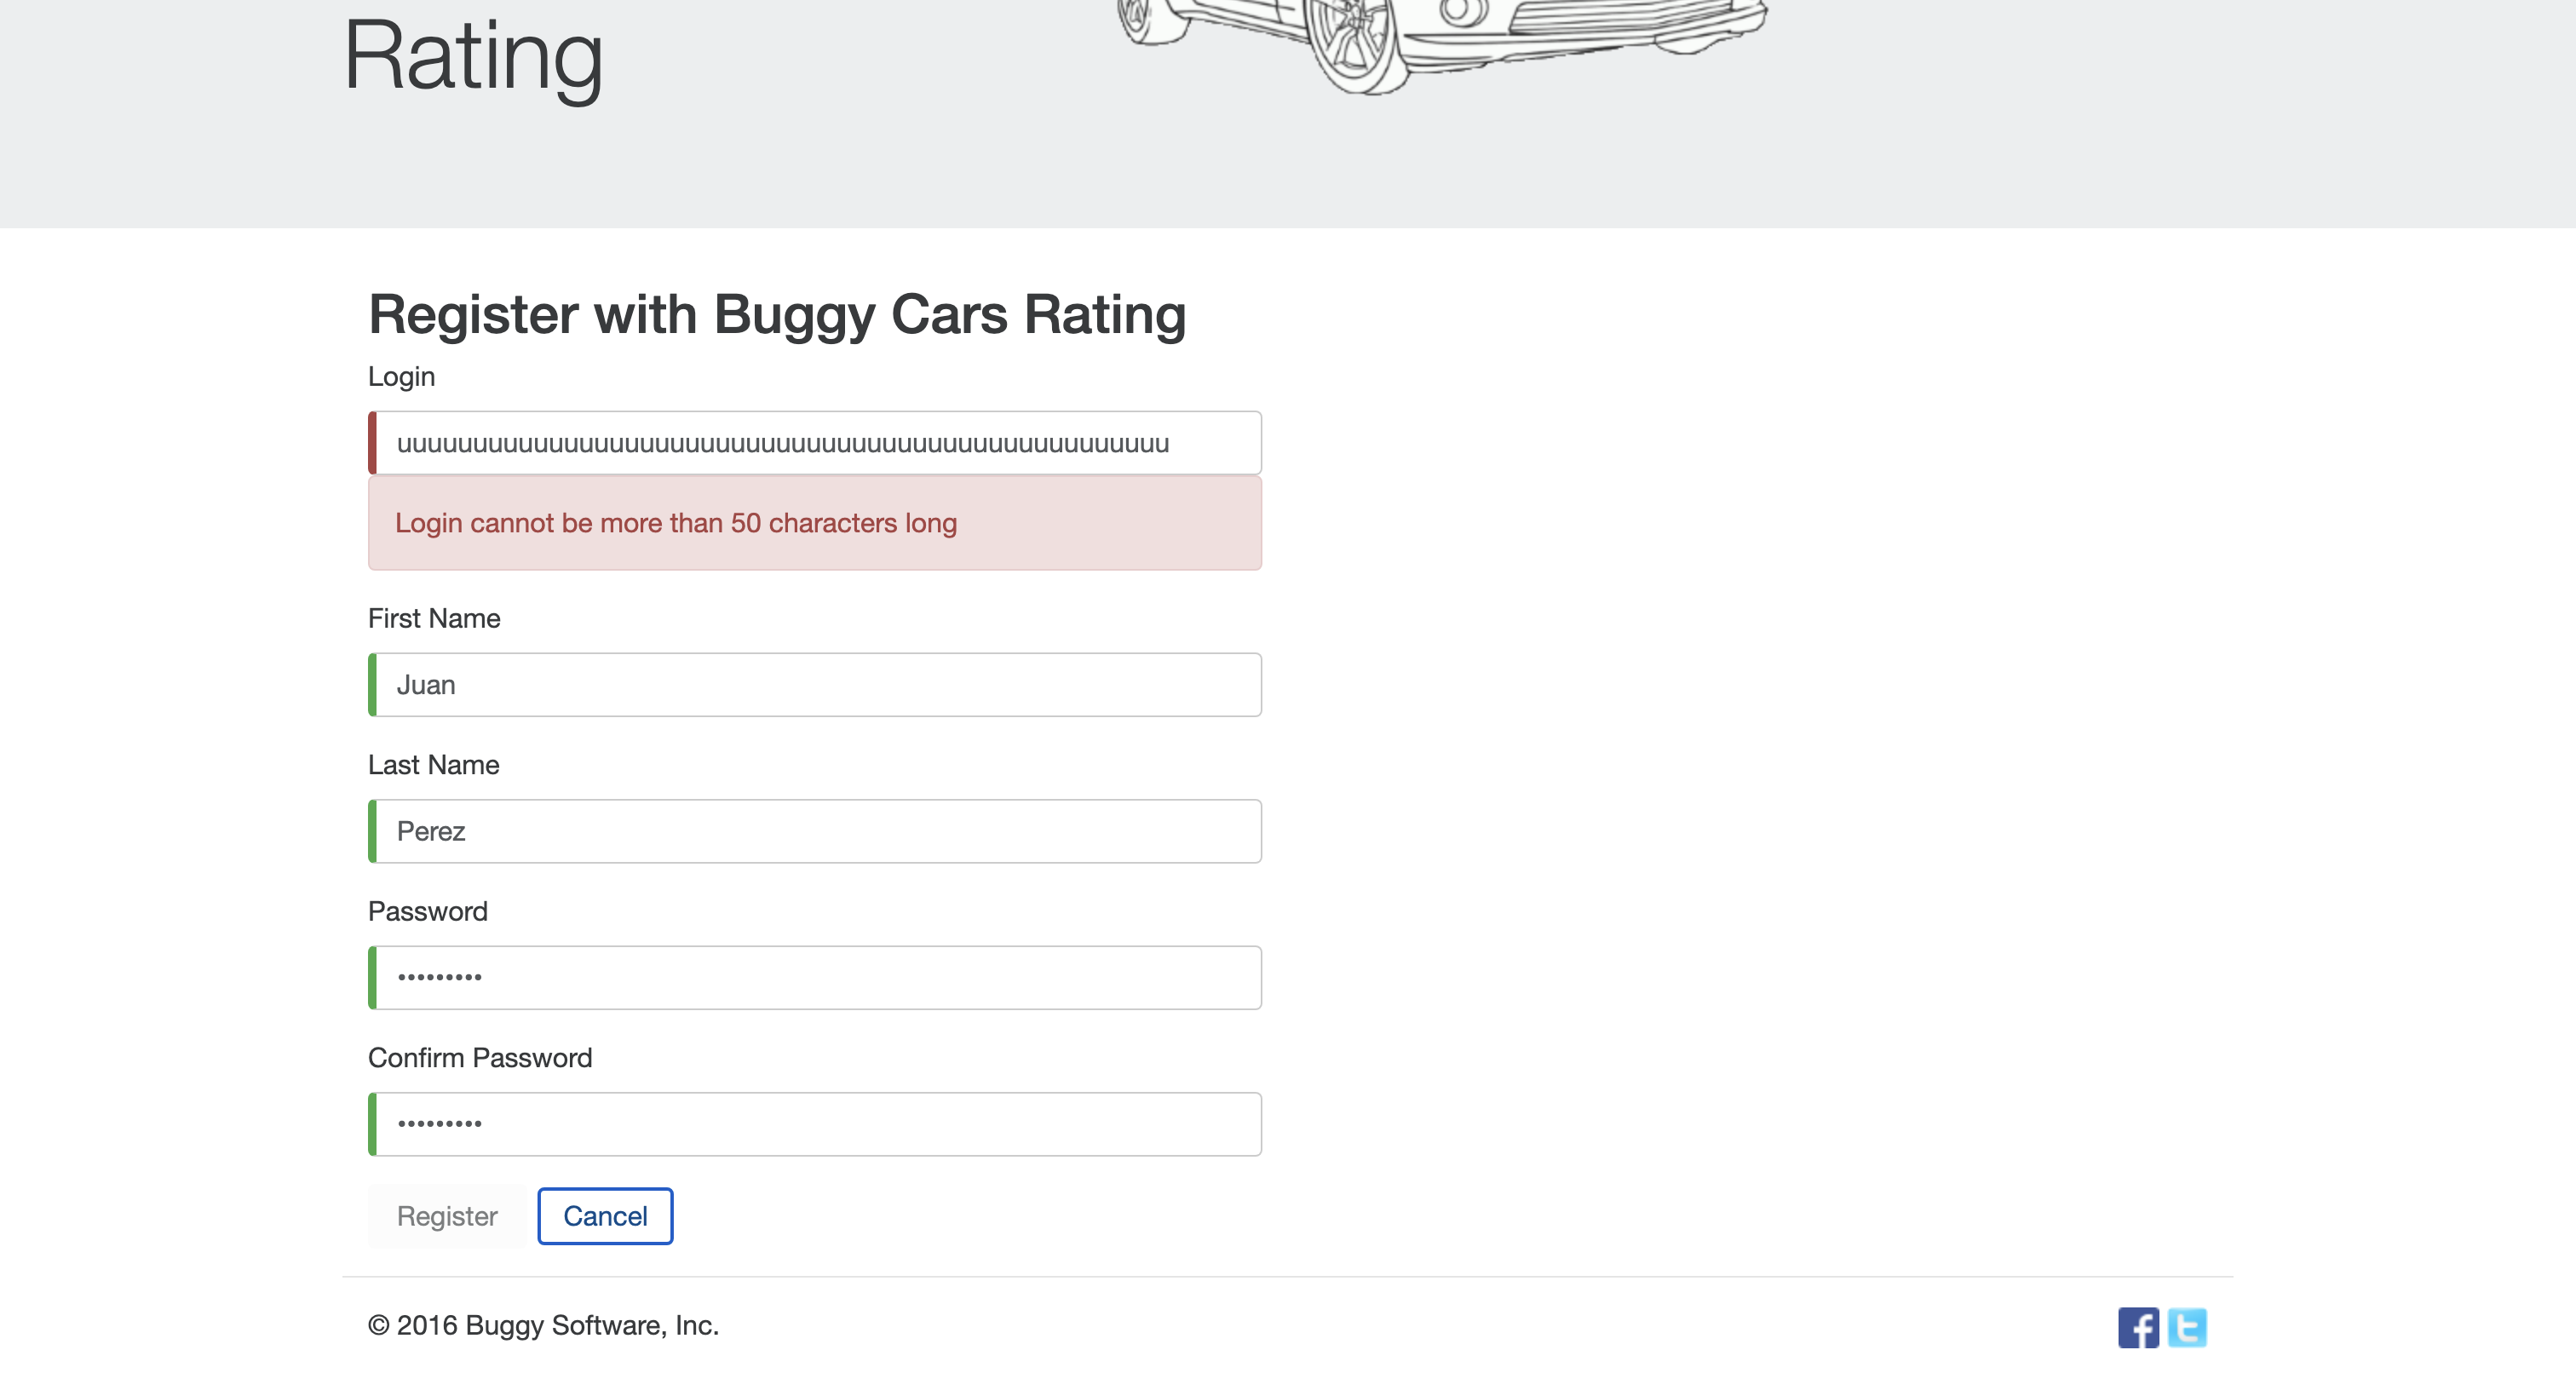 Rating
Register with Buggy Cars Rating
Login
uuuuuuuuuuuuuuuuuuuuuuuuuuuuuuuuuuuuuuuuuuuuuuuuuuu
Login cannot be more than 50 characters long
First Name
Juan
Last Name
Perez
Password
•••••••••
Confirm Password
•••••••••
Register Cancel
© 2016 Buggy Software, Inc.